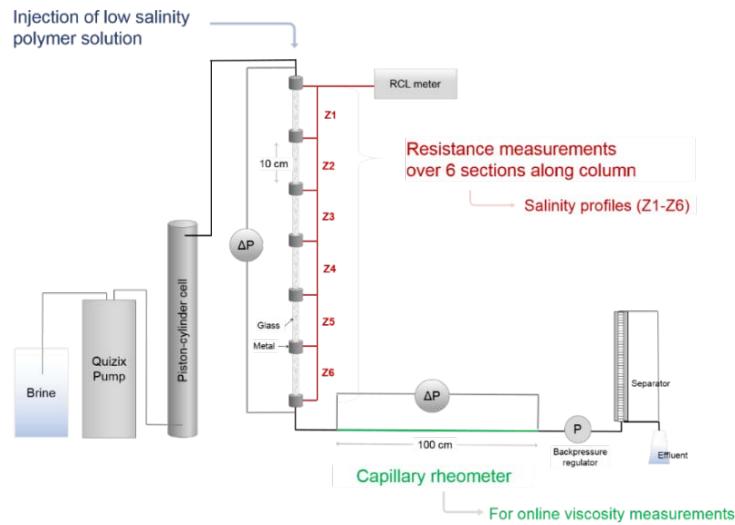 Injection of low salinity
polymer solution
RCL meter
Z1
10 cm
Z2
Resistance measurements
over 6 sections along column
Salinity profiles (Z1-Z6)
Z3
ΔP
Z4
Piston-cylinder cell
Glass
Z5
Metal
Quizix
Pump
Brine
Z6
Separator
ΔP
P
100 cm
Backpressure
regulator
Effluent
Capillary rheometer
For online viscosity measurements